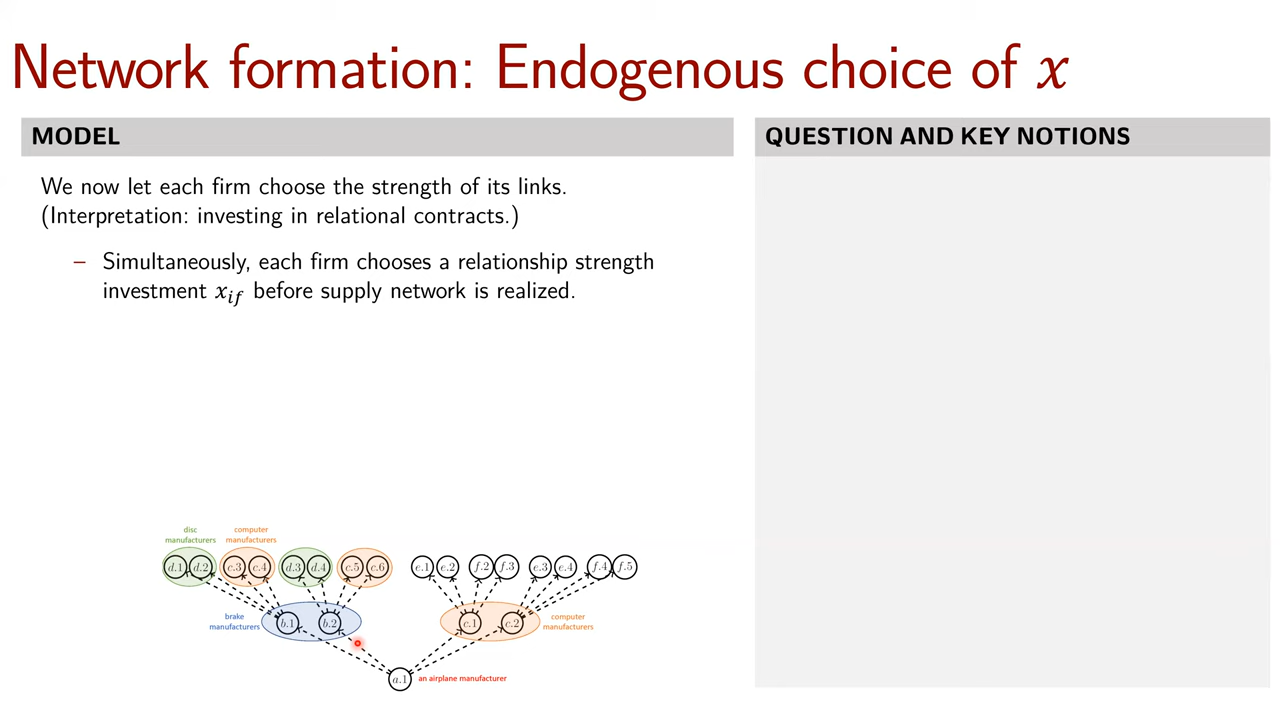 Network formation: Endogenous choice of x
MODEL
We now let each firm choose the strength of its links.
(Interpretation: investing in relational contracts.)
– Simultaneously, each firm chooses a relationship strength
investment x_{if} before supply network is realized.
QUESTION AND KEY NOTIONS
disc
manufacturers
computer
manufacturers
d.1 d.2 c.3 c.4 d.3 d.4 c.5 c.6 e.1 e.2 f.2 f.3 e.3 e.4 f.4 f.5
brake
manufacturers
b.1 b.2 c.1 c.2
computer
manufacturers
a.1 an airplane manufacturer